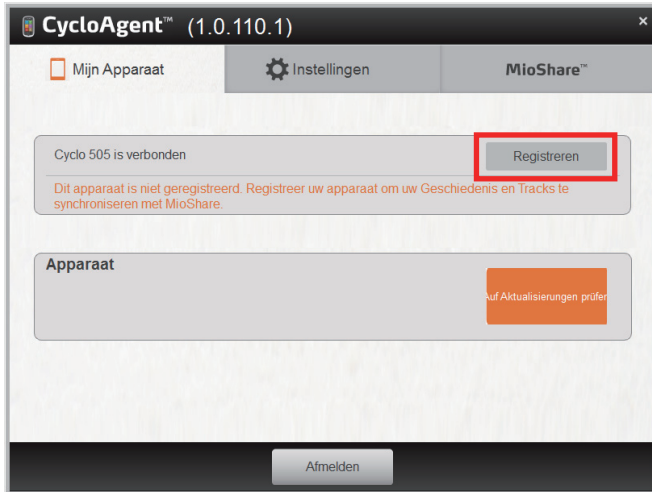 CycloAgent™ (1.0.110.1)
×
Mijn Apparaat
Instellingen
MioShare™
Cyclo 505 is verbonden
Registreren
Dit apparaat is niet geregistreerd. Registreer uw apparaat om uw Geschiedenis en Tracks te
synchroniseren met MioShare.
Apparaat
Auf Aktualisierungen prüfen
Afmelden